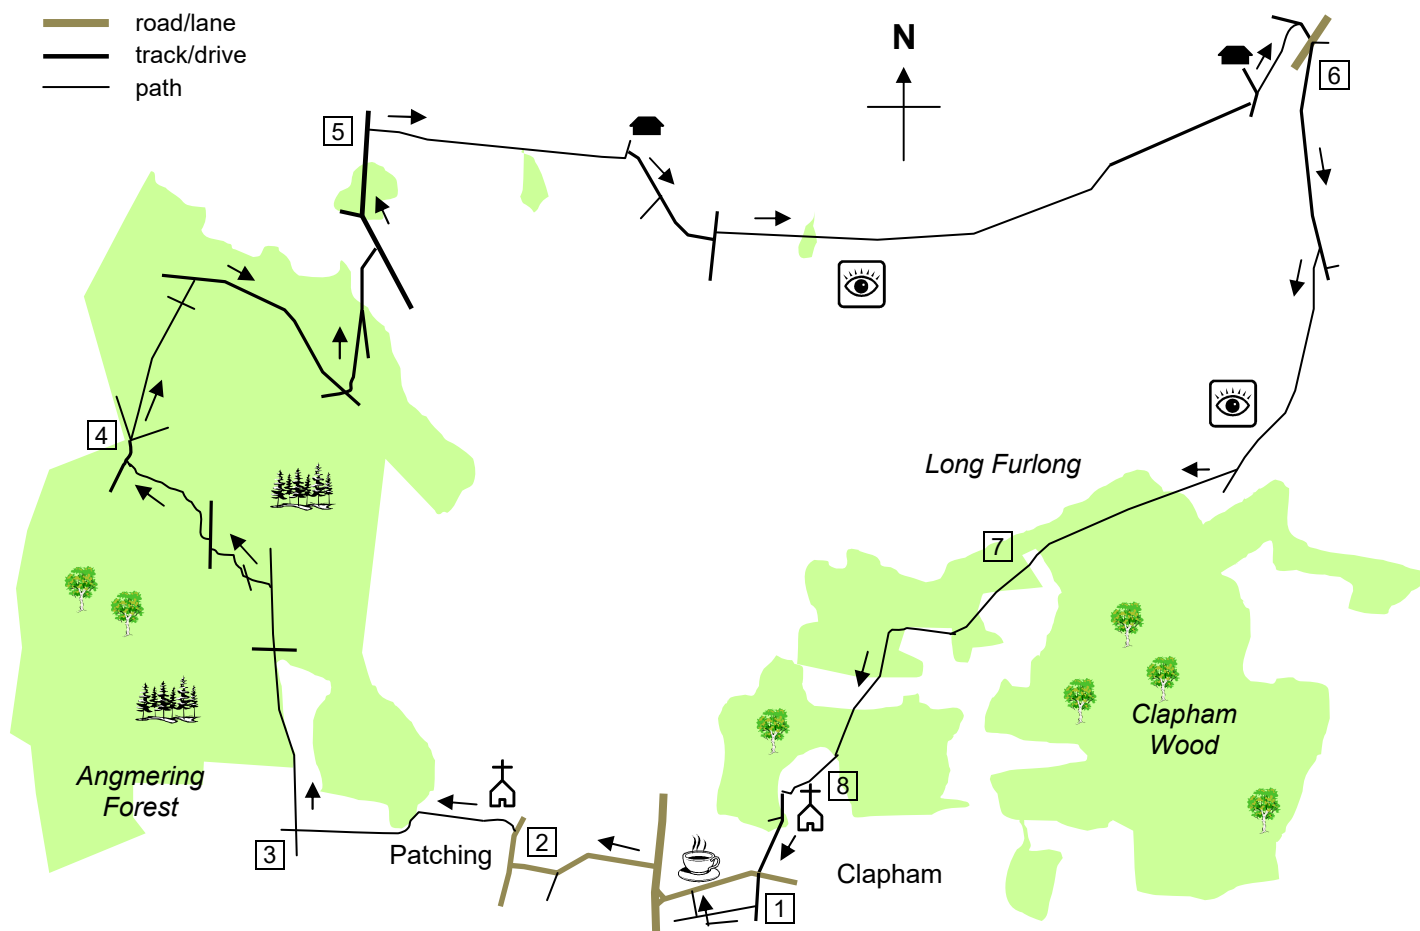 road/lane
track/drive
path
N
6
5
4
Long Furlong
7
Clapham
Wood
Angmering
Forest
8
2
3
Patching
Clapham
1